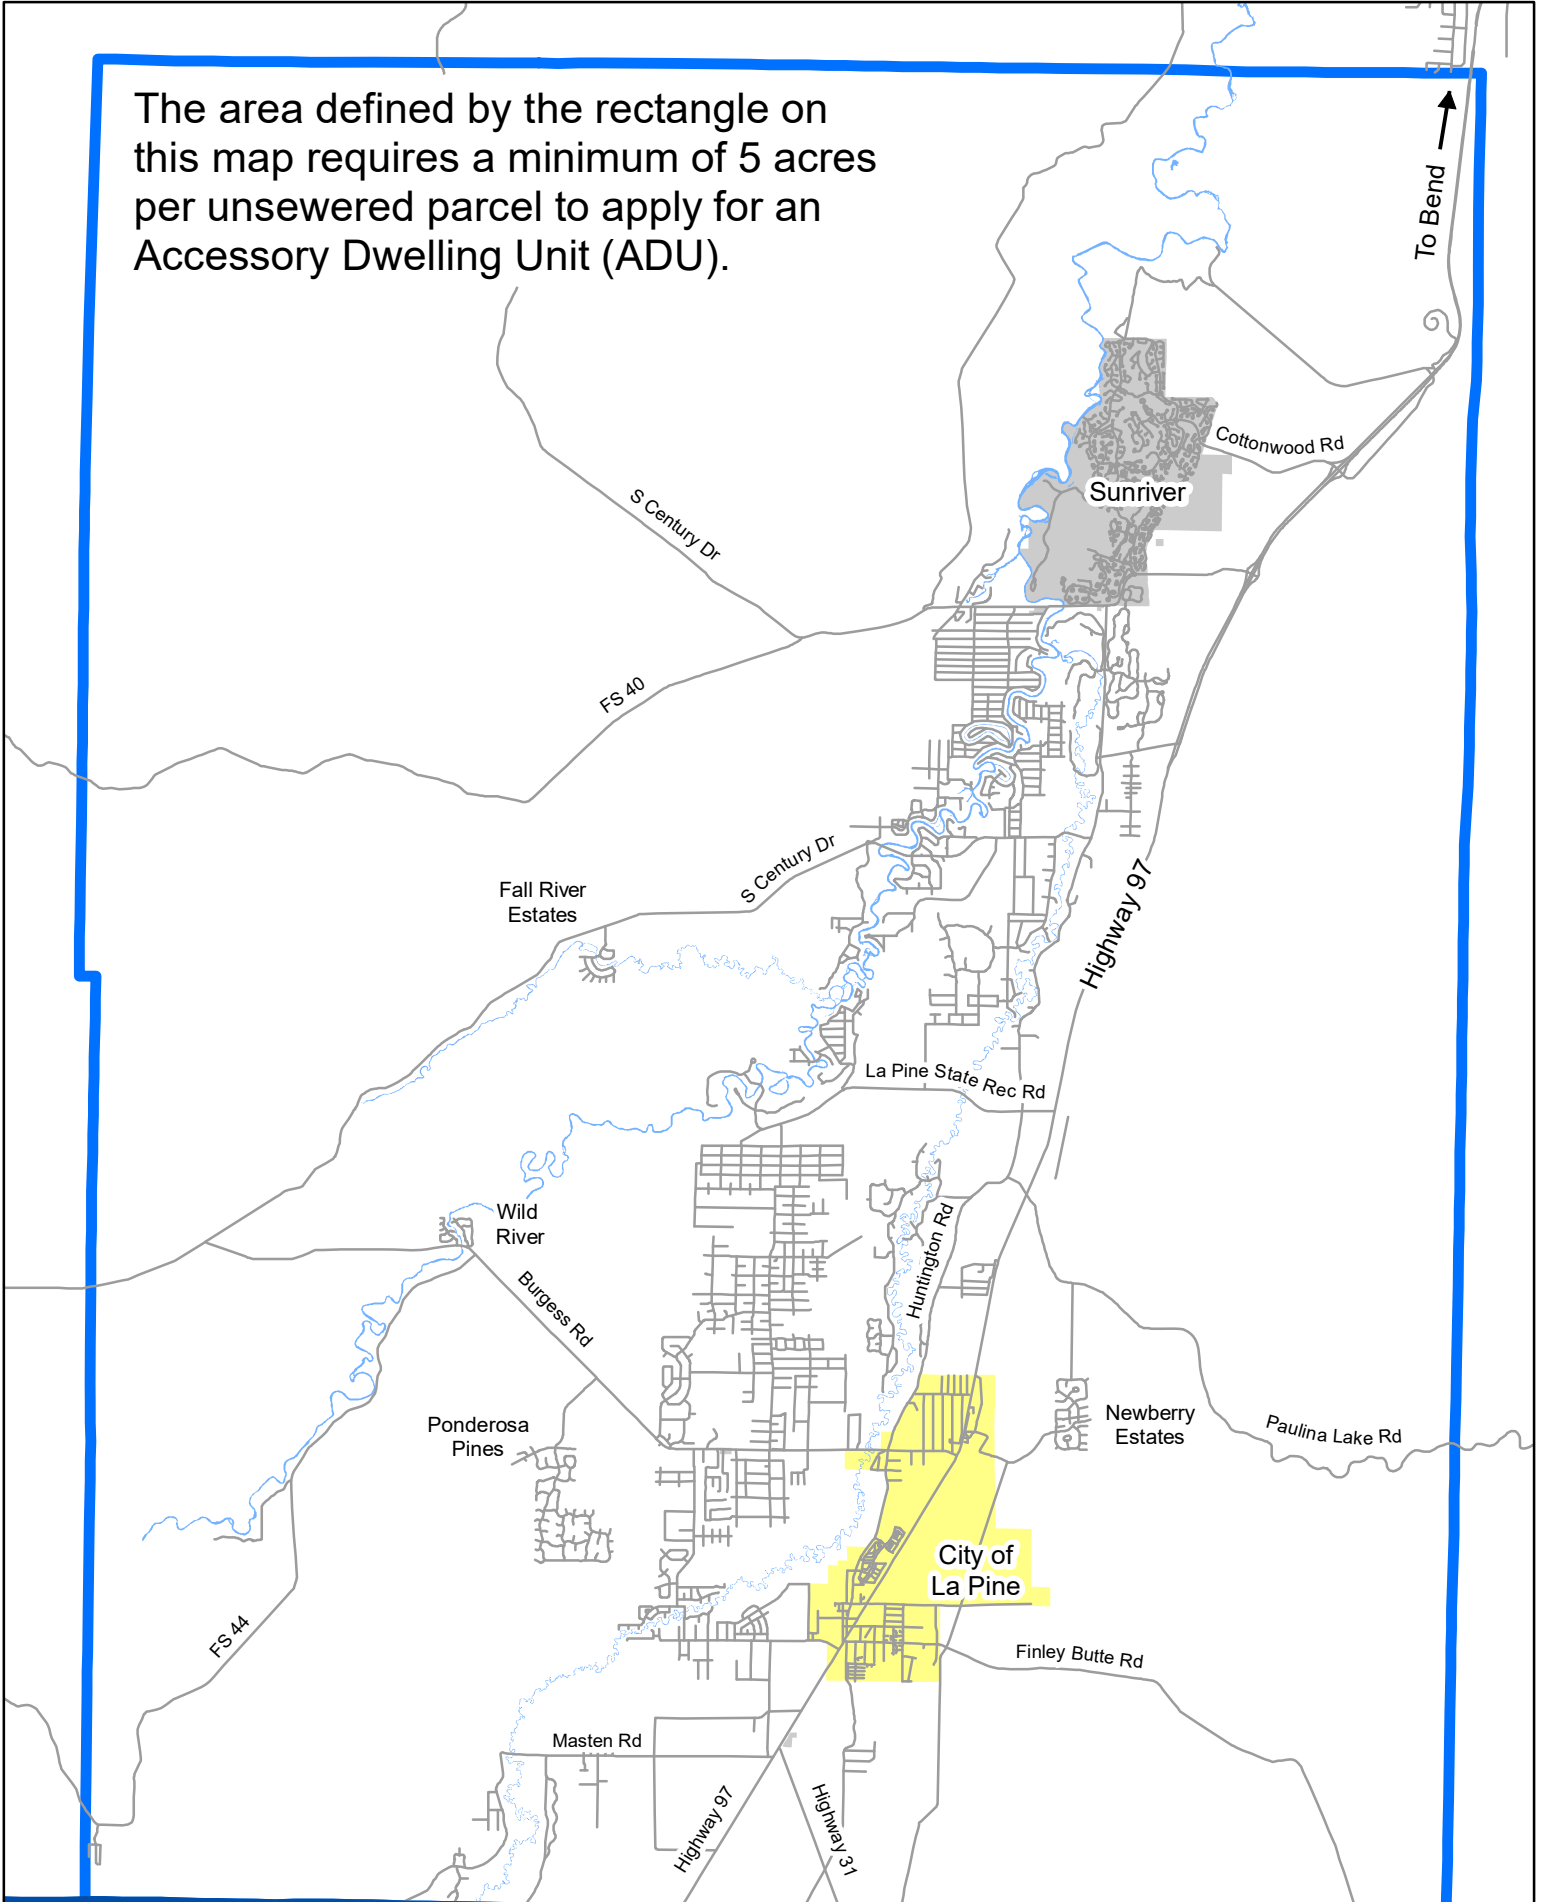 The area defined by the rectangle on
this map requires a minimum of 5 acres
per unsewered parcel to apply for an
Accessory Dwelling Unit (ADU).
To Bend
Cottonwood Rd
Sunriver
S Century Dr
FS 40
S Century Dr
Highway 97
Fall River
Estates
La Pine State Rec Rd
Wild
River
Huntington Rd
Burgess Rd
Ponderosa
Pines
Newberry
Estates
Paulina Lake Rd
City of
La Pine
FS 44
Finley Butte Rd
Masten Rd
Highway 97
Highway 31